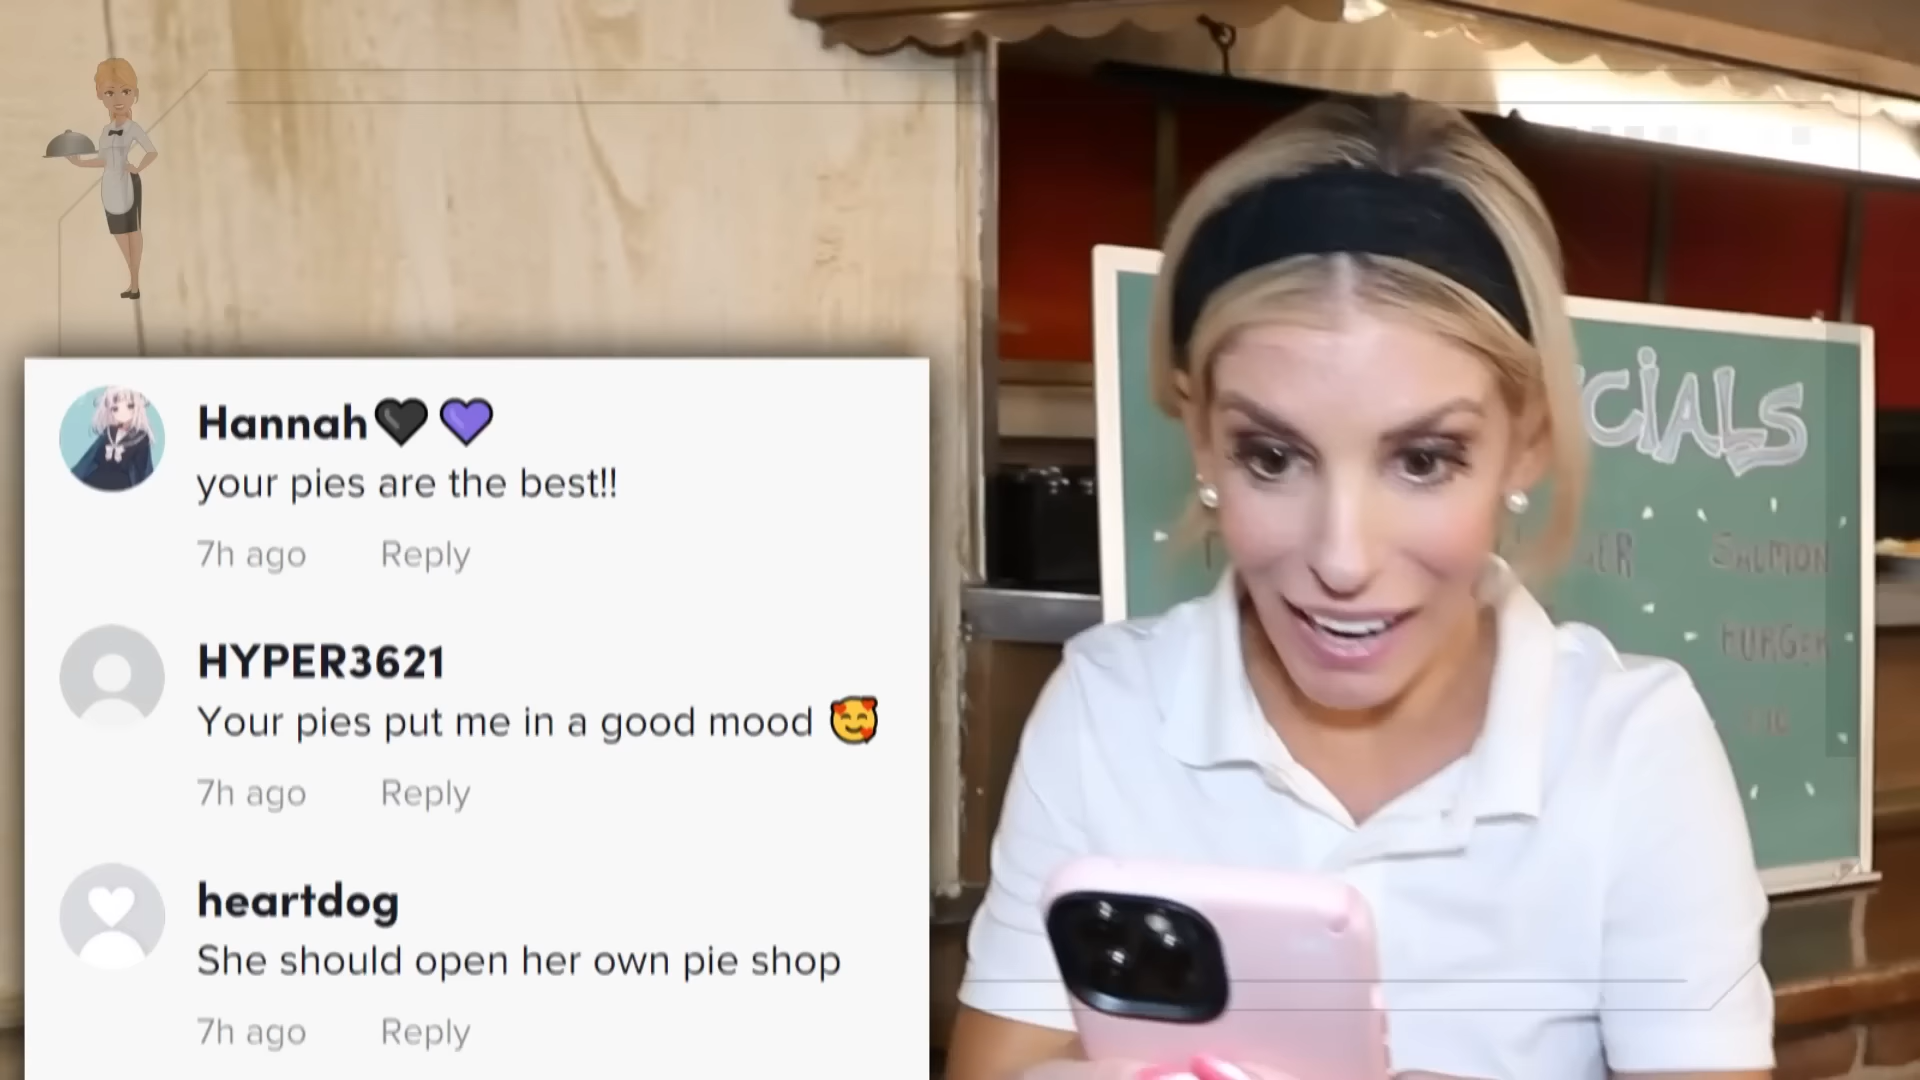 Hannah🖤💜
your pies are the best!!
7h ago Reply
HYPER3621
Your pies put me in a good mood 🥰
7h ago Reply
heartdog
She should open her own pie shop
7h ago Reply
CIALS
SALMON
BURGER